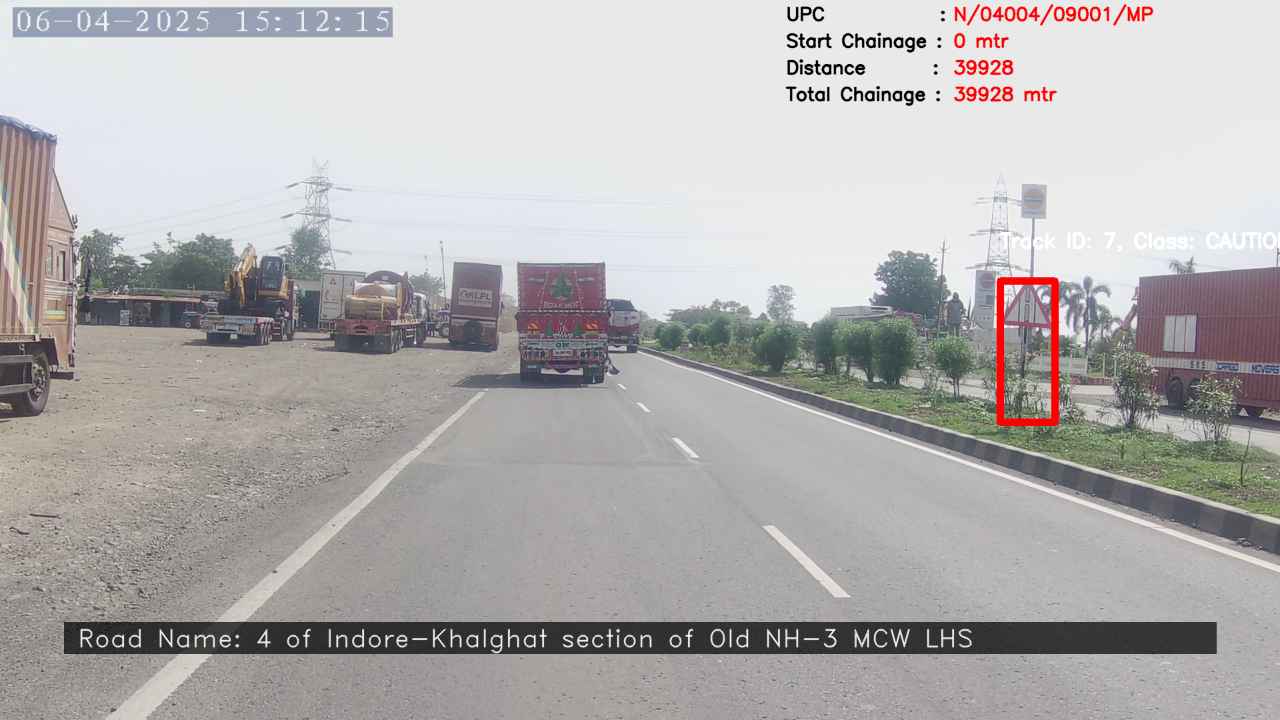 06-04-2025 15:12:15
UPC : N/04004/09001/MP
Start Chainage : 0 mtr
Distance : 39928
Total Chainage : 39928 mtr
Track ID: 7, Class: CAUTIO
CARGO MOVERS
Road Name: 4 of Indore-Khalghat section of Old NH-3 MCW LHS